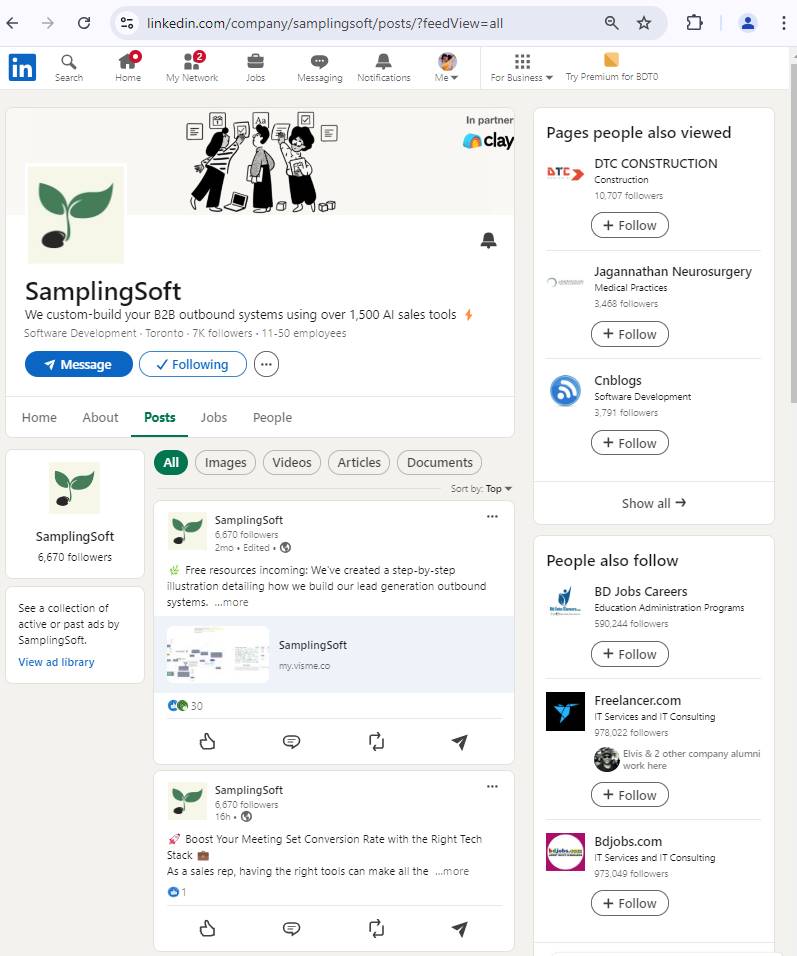 linkedin.com/company/samplingsoft/posts/?feedView=all
in
Search
Home
2
My Network
Jobs
Messaging
Notifications
Me
For Business
Try Premium for BDT0
Aa
In partner
clay
SamplingSoft
We custom-build your B2B outbound systems using over 1,500 AI sales tools ⚡
Software Development · Toronto · 7K followers · 11-50 employees
Message
✓ Following
Home
About
Posts
Jobs
People
SamplingSoft
6,670 followers
See a collection of
active or past ads by
SamplingSoft.
View ad library
All
Images
Videos
Articles
Documents
Sort by: Top
SamplingSoft
6,670 followers
2mo • Edited •
🌿 Free resources incoming: We've created a step-by-step
illustration detailing how we build our lead generation outbound
systems. ...more
SamplingSoft
my.visme.co
30
SamplingSoft
6,670 followers
16h •
🚀 Boost Your Meeting Set Conversion Rate with the Right Tech
Stack 💼
As a sales rep, having the right tools can make all the ...more
1
Pages people also viewed
DTC
DTC CONSTRUCTION
Construction
10,707 followers
+ Follow
Jagannathan Neurosurgery
Medical Practices
3,468 followers
+ Follow
Cnblogs
Software Development
3,791 followers
+ Follow
Show all →
People also follow
BD Jobs Careers
Education Administration Programs
590,244 followers
+ Follow
Freelancer.com
IT Services and IT Consulting
978,022 followers
Elvis & 2 other company alumni
work here
+ Follow
bdjobs.com
Bdjobs.com
IT Services and IT Consulting
973,049 followers
+ Follow